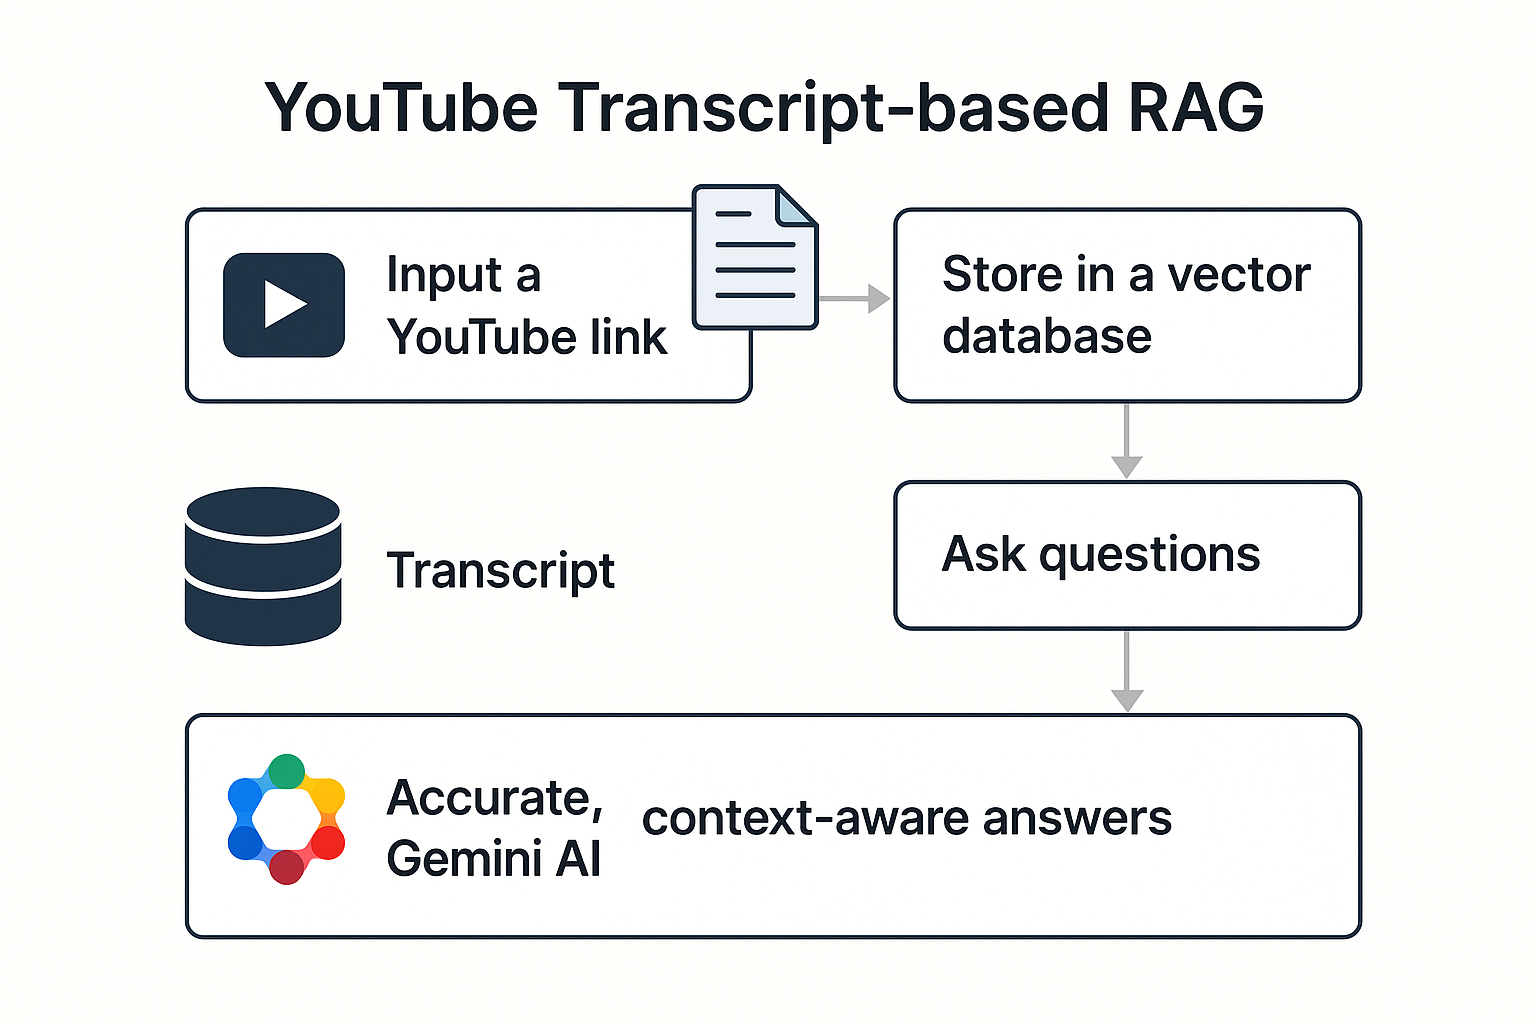 YouTube Transcript-based RAG
Input a
YouTube link
Store in a vector
database
Transcript
Ask questions
Accurate,
Gemini AI
context-aware answers